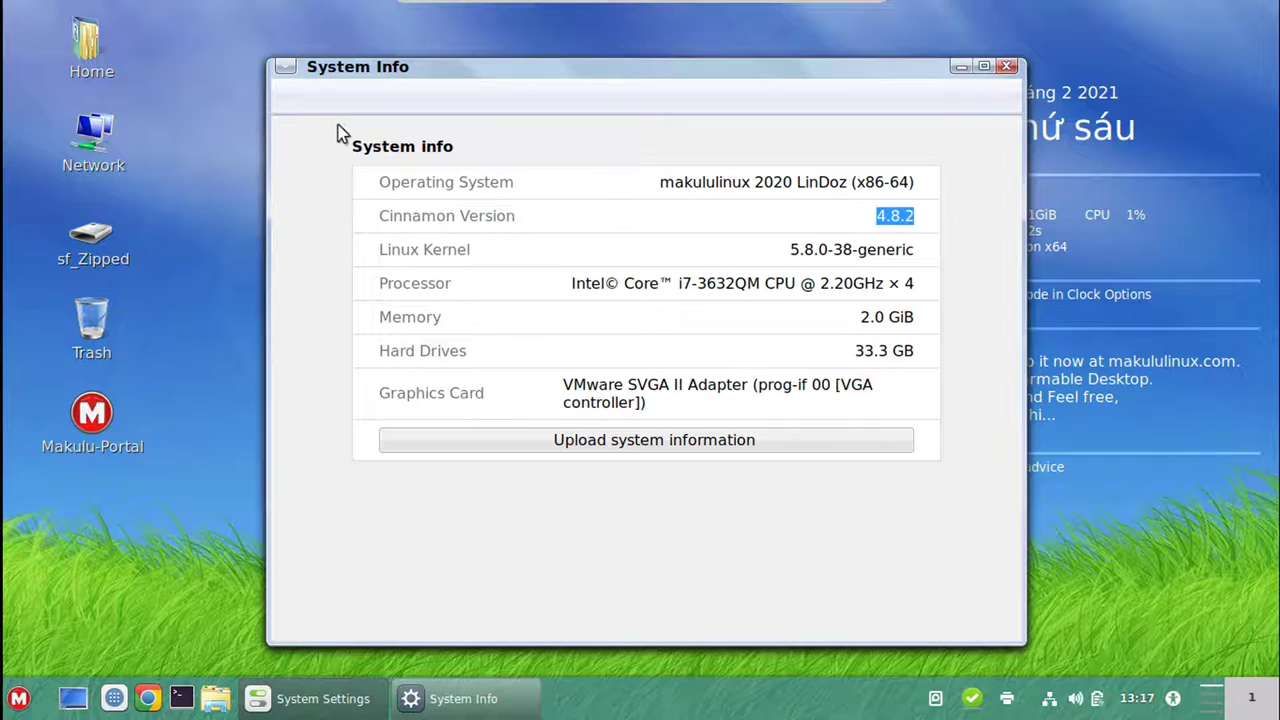 Home
Network
sf_Zipped
Trash
Makulu-Portal
System Info
System info
Operating System makululinux 2020 LinDoz (x86-64)
Cinnamon Version 4.8.2
Linux Kernel 5.8.0-38-generic
Processor Intel© Core™ i7-3632QM CPU @ 2.20GHz × 4
Memory 2.0 GiB
Hard Drives 33.3 GB
Graphics Card VMware SVGA II Adapter (prog-if 00 [VGA
controller])
Upload system information
áng 2 2021
hứ sáu
1GiB CPU 1%
2s
on x64
ode in Clock Options
o it now at makululinux.com.
rmable Desktop.
nd Feel free,
hi...
advice
M
M
System Settings
System Info
13:17
1